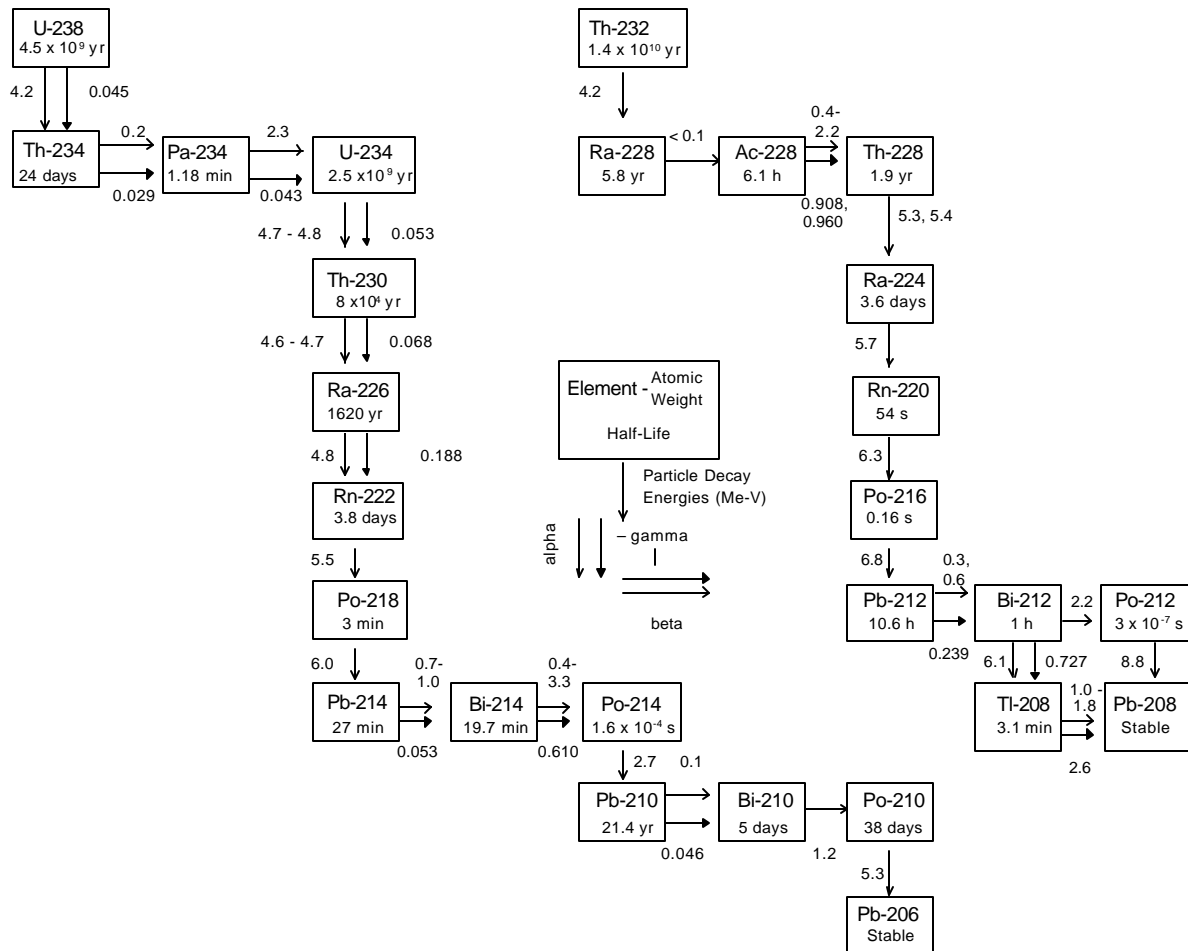 U-238
4.5 x 10⁹ yr
4.2
0.045
Th-234
24 days
0.2
0.029
Pa-234
1.18 min
2.3
0.043
U-234
2.5 x10⁹ yr
4.7 - 4.8
0.053
Th-230
8 x10⁴ yr
4.6 - 4.7
0.068
Ra-226
1620 yr
4.8
0.188
Rn-222
3.8 days
5.5
Po-218
3 min
6.0
Pb-214
27 min
0.7-
1.0
0.053
Bi-214
19.7 min
0.4-
3.3
0.610
Po-214
1.6 x 10⁻⁴ s
2.7
Pb-210
21.4 yr
0.1
0.046
Bi-210
5 days
1.2
Po-210
38 days
5.3
Pb-206
Stable
Element - Atomic
Weight
Half-Life
Particle Decay
Energies (Me-V)
alpha
– gamma
beta
Th-232
1.4 x 10¹⁰ yr
4.2
Ra-228
5.8 yr
< 0.1
Ac-228
6.1 h
0.4-
2.2
0.908,
0.960
Th-228
1.9 yr
5.3, 5.4
Ra-224
3.6 days
5.7
Rn-220
54 s
6.3
Po-216
0.16 s
6.8
Pb-212
10.6 h
0.3,
0.6
0.239
Bi-212
1 h
2.2
Po-212
3 x 10⁻⁷ s
6.1
0.727
8.8
Tl-208
3.1 min
1.0 -
1.8
2.6
Pb-208
Stable